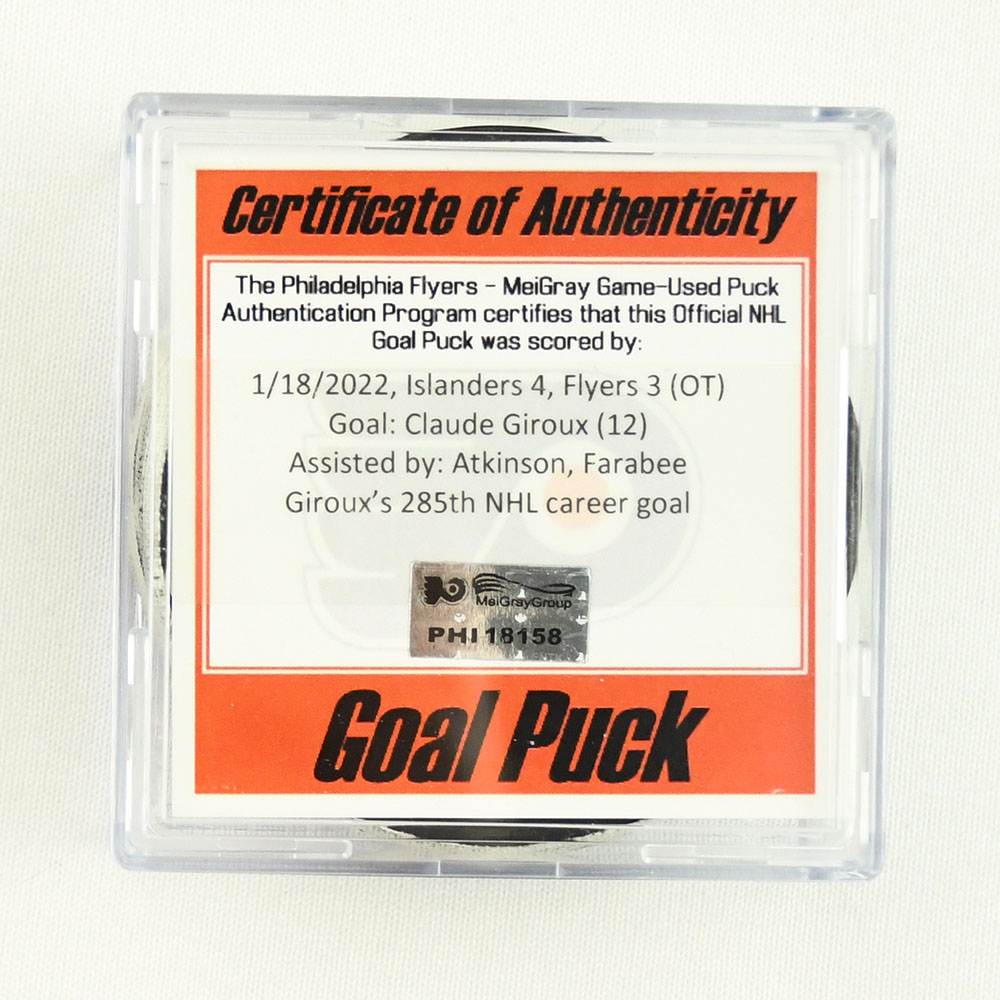 Certificate of Authenticity
The Philadelphia Flyers - MeiGray Game-Used Puck
Authentication Program certifies that this Official NHL
Goal Puck was scored by:
1/18/2022, Islanders 4, Flyers 3 (OT)
Goal: Claude Giroux (12)
Assisted by: Atkinson, Farabee
Giroux's 285th NHL career goal
MeiGrayGroup
PHI 18158
Goal Puck